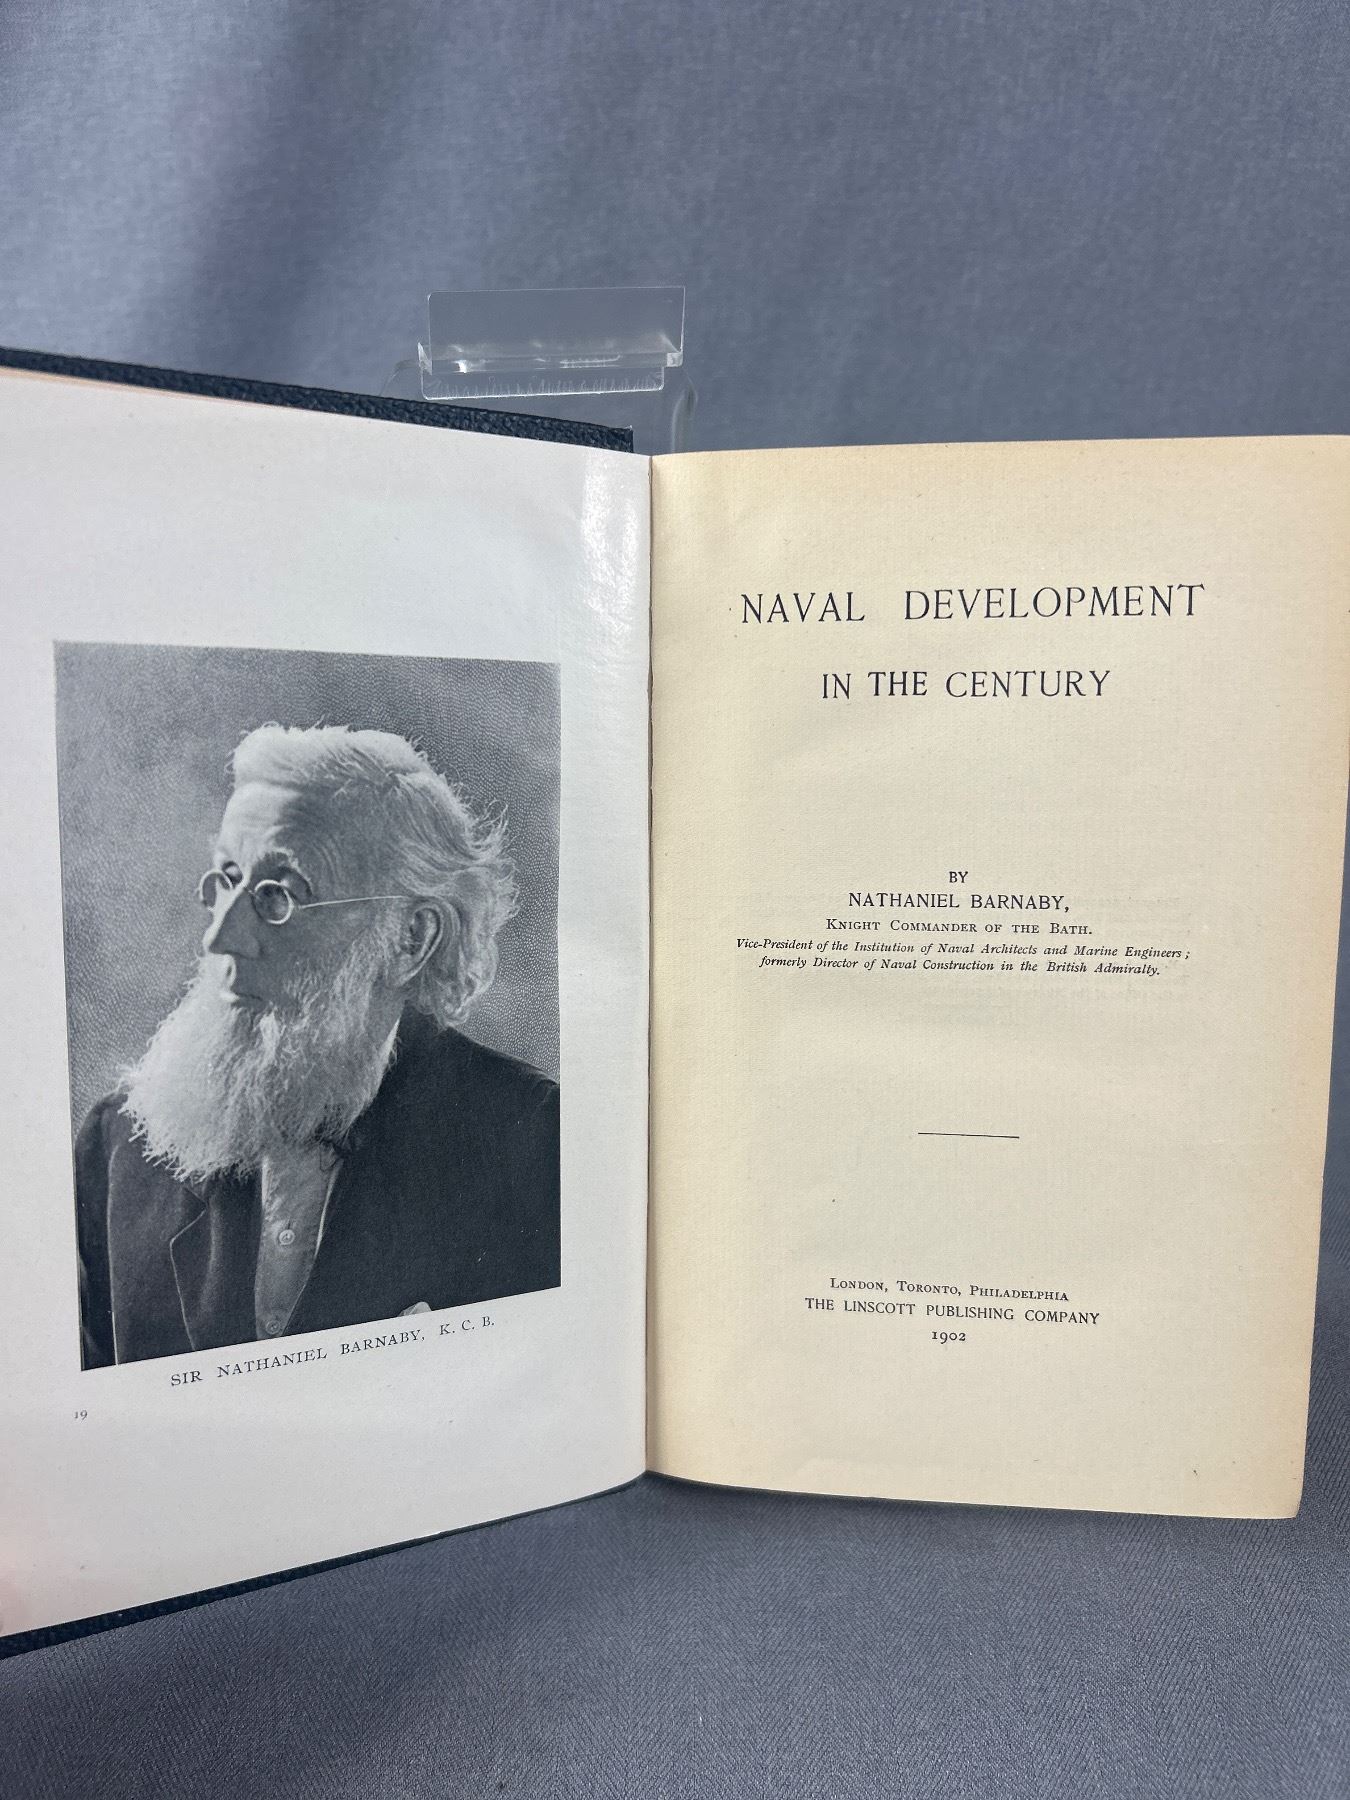 SIR NATHANIEL BARNABY, K. C. B.
19
NAVAL DEVELOPMENT
IN THE CENTURY
BY
NATHANIEL BARNABY,
KNIGHT COMMANDER OF THE BATH.
Vice-President of the Institution of Naval Architects and Marine Engineers;
formerly Director of Naval Construction in the British Admiralty.
LONDON, TORONTO, PHILADELPHIA
THE LINSCOTT PUBLISHING COMPANY
1902